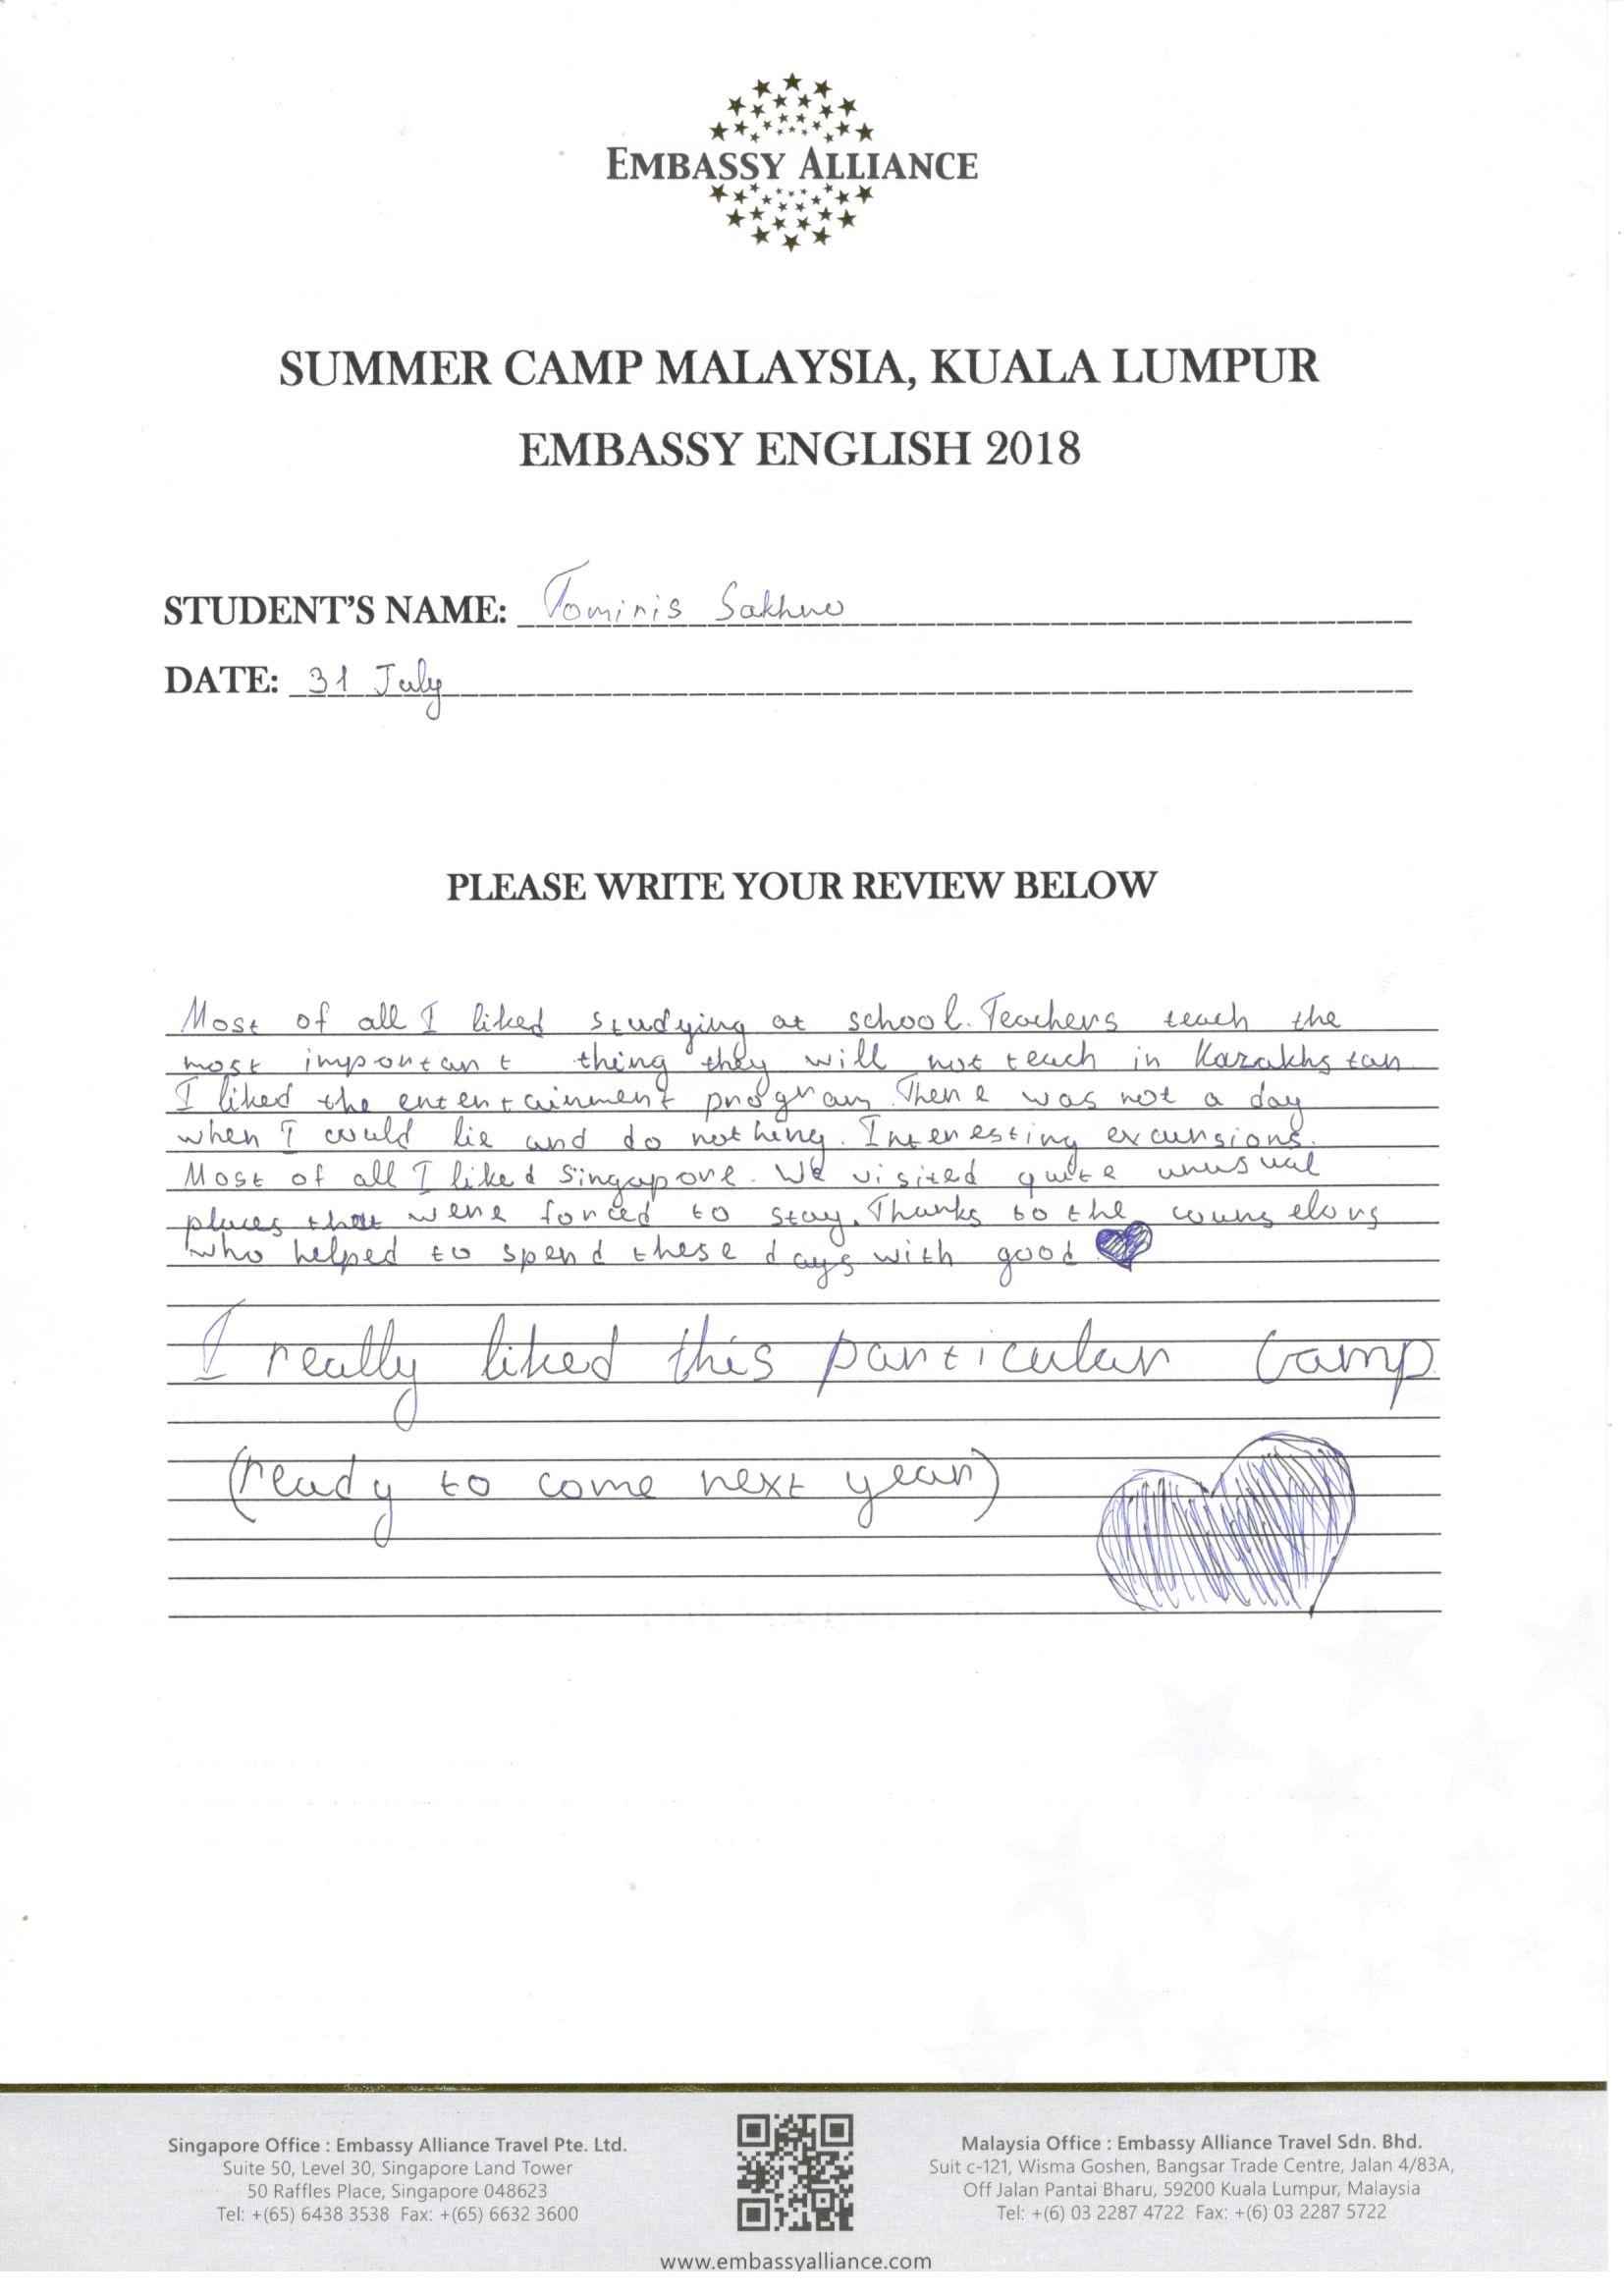 EMBASSY ALLIANCE
SUMMER CAMP MALAYSIA, KUALA LUMPUR
EMBASSY ENGLISH 2018
STUDENT'S NAME: Tominis Sakhno
DATE: 31 July
PLEASE WRITE YOUR REVIEW BELOW
Most of all I liked studying at school. Teachers teach the
most important thing they will not teach in Kazakhstan
I liked the entertainment program. There was not a day
when I could lie and do nothing. Interesting excursions.
Most of all I liked Singapore. We visited quite unusual
places that were forced to stay. Thanks to the counselors
who helped to spend these days with good
I really liked this particular camp
(ready to come next year)
Singapore Office : Embassy Alliance Travel Pte. Ltd.
Suite 50, Level 30, Singapore Land Tower
50 Raffles Place, Singapore 048623
Tel: +(65) 6438 3538 Fax: +(65) 6632 3600
Malaysia Office : Embassy Alliance Travel Sdn. Bhd.
Suit c-121, Wisma Goshen, Bangsar Trade Centre, Jalan 4/83A,
Off Jalan Pantai Bharu, 59200 Kuala Lumpur, Malaysia
Tel: +(6) 03 2287 4722 Fax: +(6) 03 2287 5722
www.embassyalliance.com